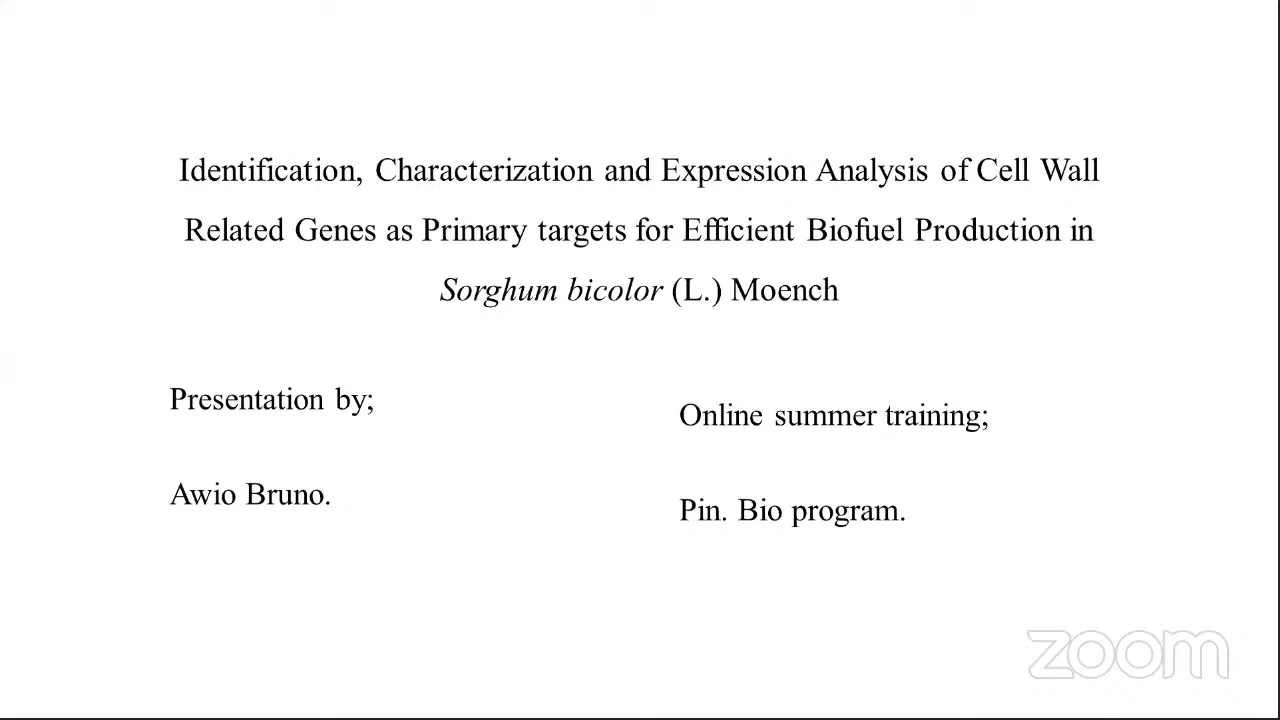 Identification, Characterization and Expression Analysis of Cell Wall
Related Genes as Primary targets for Efficient Biofuel Production in
Sorghum bicolor (L.) Moench
Presentation by;
Awio Bruno.
Online summer training;
Pin. Bio program.
zoom